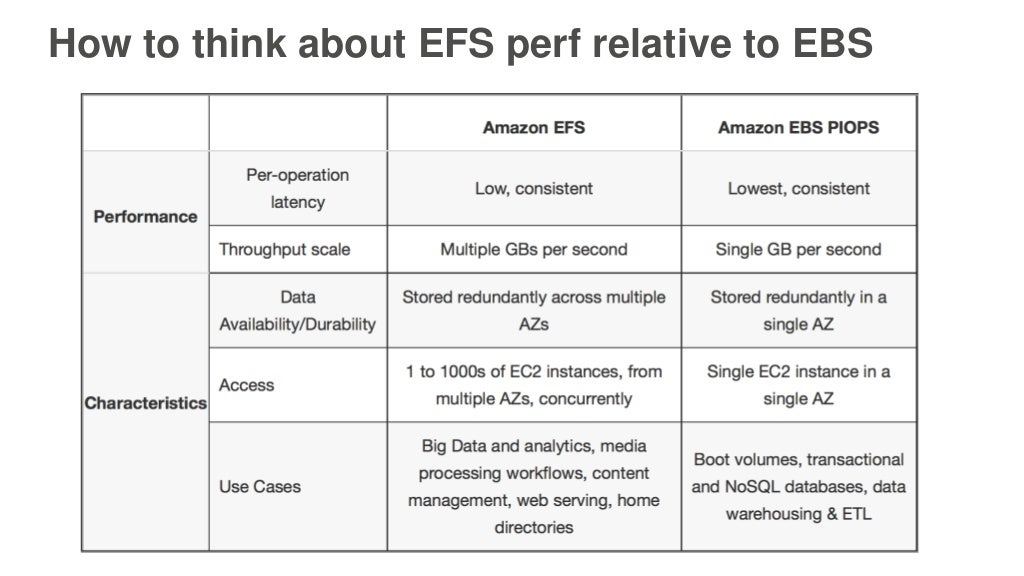 How to think about EFS perf relative to EBS
Amazon EFS
Amazon EBS PIOPS
Performance
Per-operation
latency
Low, consistent
Lowest, consistent
Throughput scale
Multiple GBs per second
Single GB per second
Characteristics
Data
Availability/Durability
Stored redundantly across multiple
AZs
Stored redundantly in a
single AZ
Access
1 to 1000s of EC2 instances, from
multiple AZs, concurrently
Single EC2 instance in a
single AZ
Use Cases
Big Data and analytics, media
processing workflows, content
management, web serving, home
directories
Boot volumes, transactional
and NoSQL databases, data
warehousing & ETL